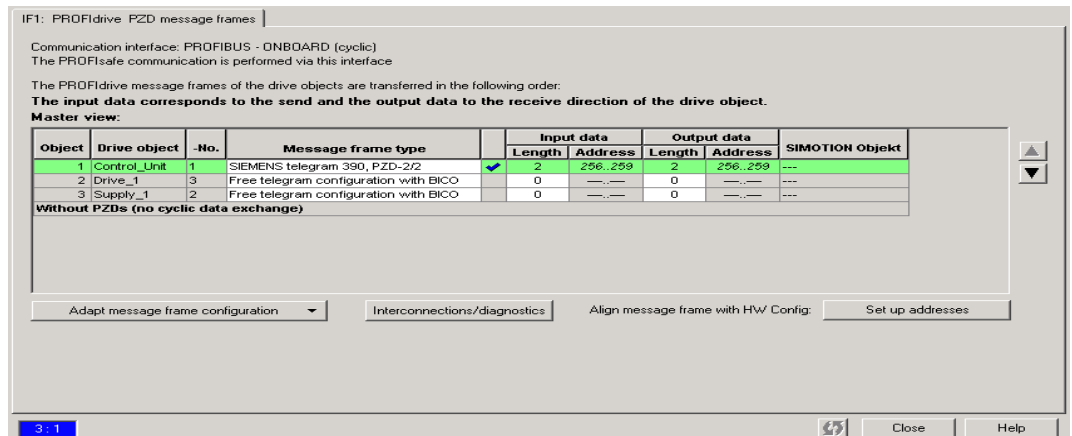 IF1: PROFIdrive PZD message frames
Communication interface: PROFIBUS - ONBOARD (cyclic)
The PROFIsafe communication is performed via this interface
The PROFIdrive message frames of the drive objects are transferred in the following order:
The input data corresponds to the send and the output data to the receive direction of the drive object.
Master view:
Object Drive object -No. Message frame type Input data Output data SIMOTION Objekt
Length Address Length Address
1 Control_Unit 1 SIEMENS telegram 390, PZD-2/2 2 256..259 2 256..259 ---
2 Drive_1 3 Free telegram configuration with BICO 0 ---..--- 0 ---..--- ---
3 Supply_1 2 Free telegram configuration with BICO 0 ---..--- 0 ---..--- ---
Without PZDs (no cyclic data exchange)
Adapt message frame configuration Interconnections/diagnostics Align message frame with HW Config: Set up addresses
3 : 1 Close Help